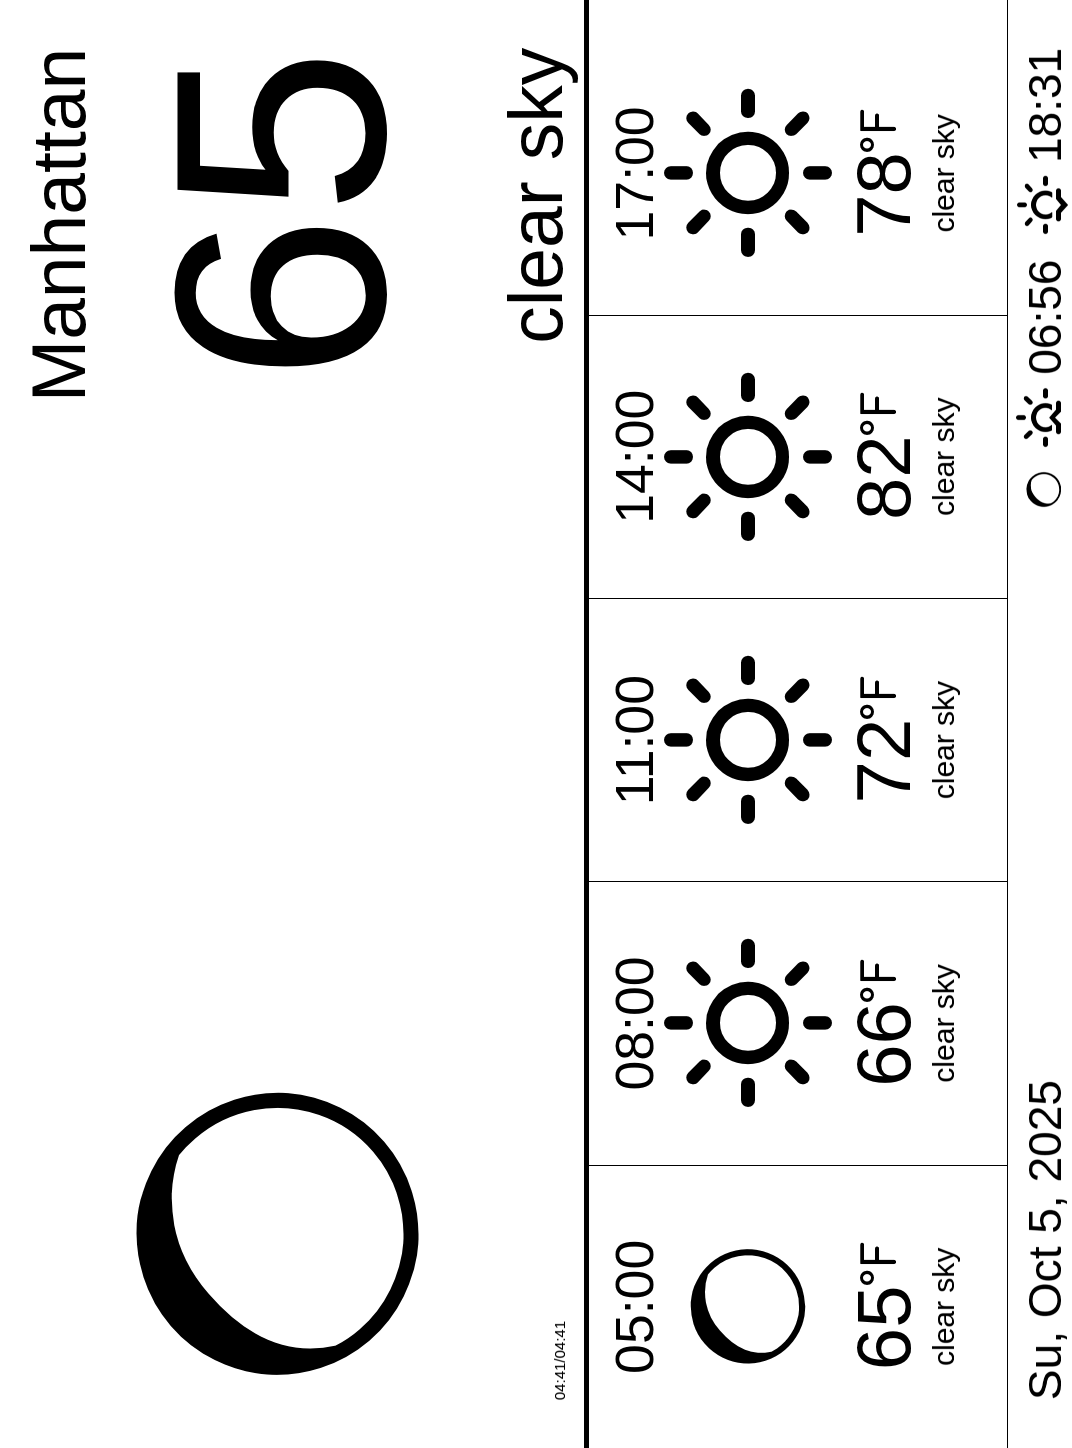 Manhattan
65
clear sky
04:41/04:41
05:00 08:00 11:00 14:00 17:00
65°F 66°F 72°F 82°F 78°F
clear sky clear sky clear sky clear sky clear sky
Su, Oct 5, 2025 06:56 18:31